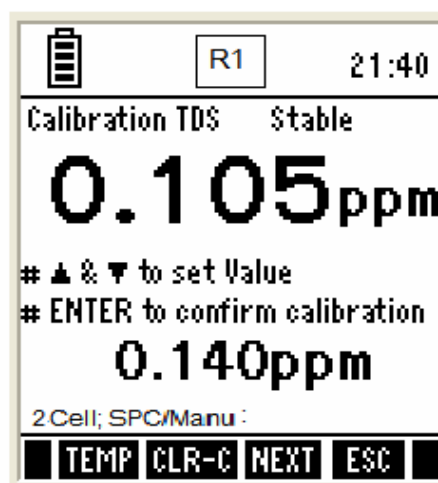 R1 21:40
Calibration TDS Stable
0.105ppm
# ▲ & ▼ to set Value
# ENTER to confirm calibration
0.140ppm
2:Cell; SPC/Manu :
TEMP CLR-C NEXT ESC